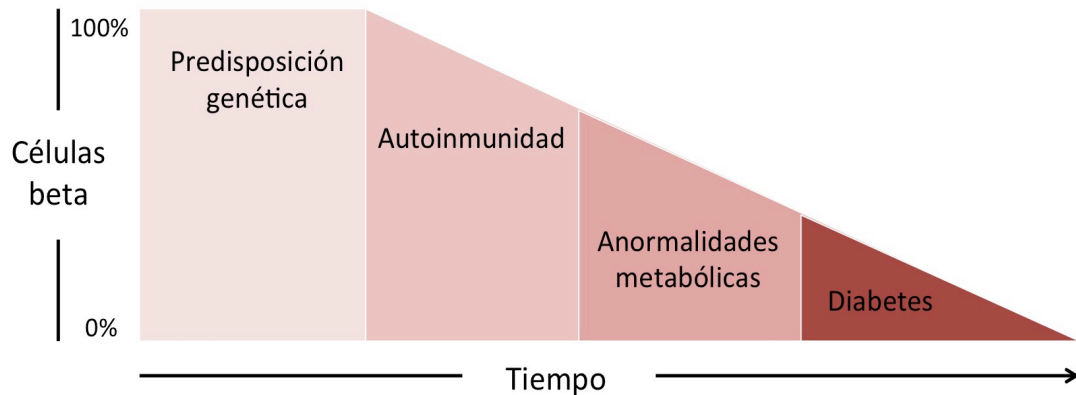 100%
Predisposición
genética
Autoinmunidad
Células
beta
Anormalidades
metabólicas
Diabetes
0%
Tiempo